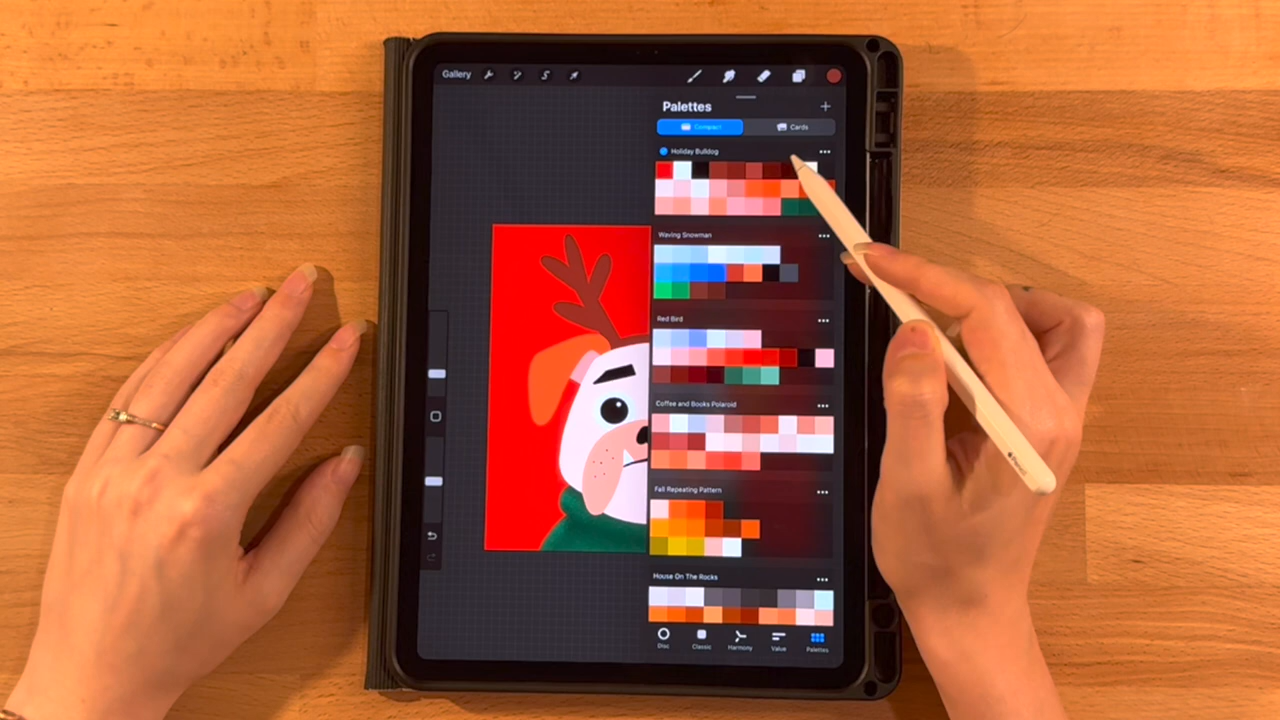 Gallery
Palettes
Compact
Cards
Holiday Bulldog
Waving Snowman
Red Bird
Coffee and Books Polaroid
Fall Repeating Pattern
House On The Rocks
Disc
Classic
Harmony
Value
Palettes
Pencil